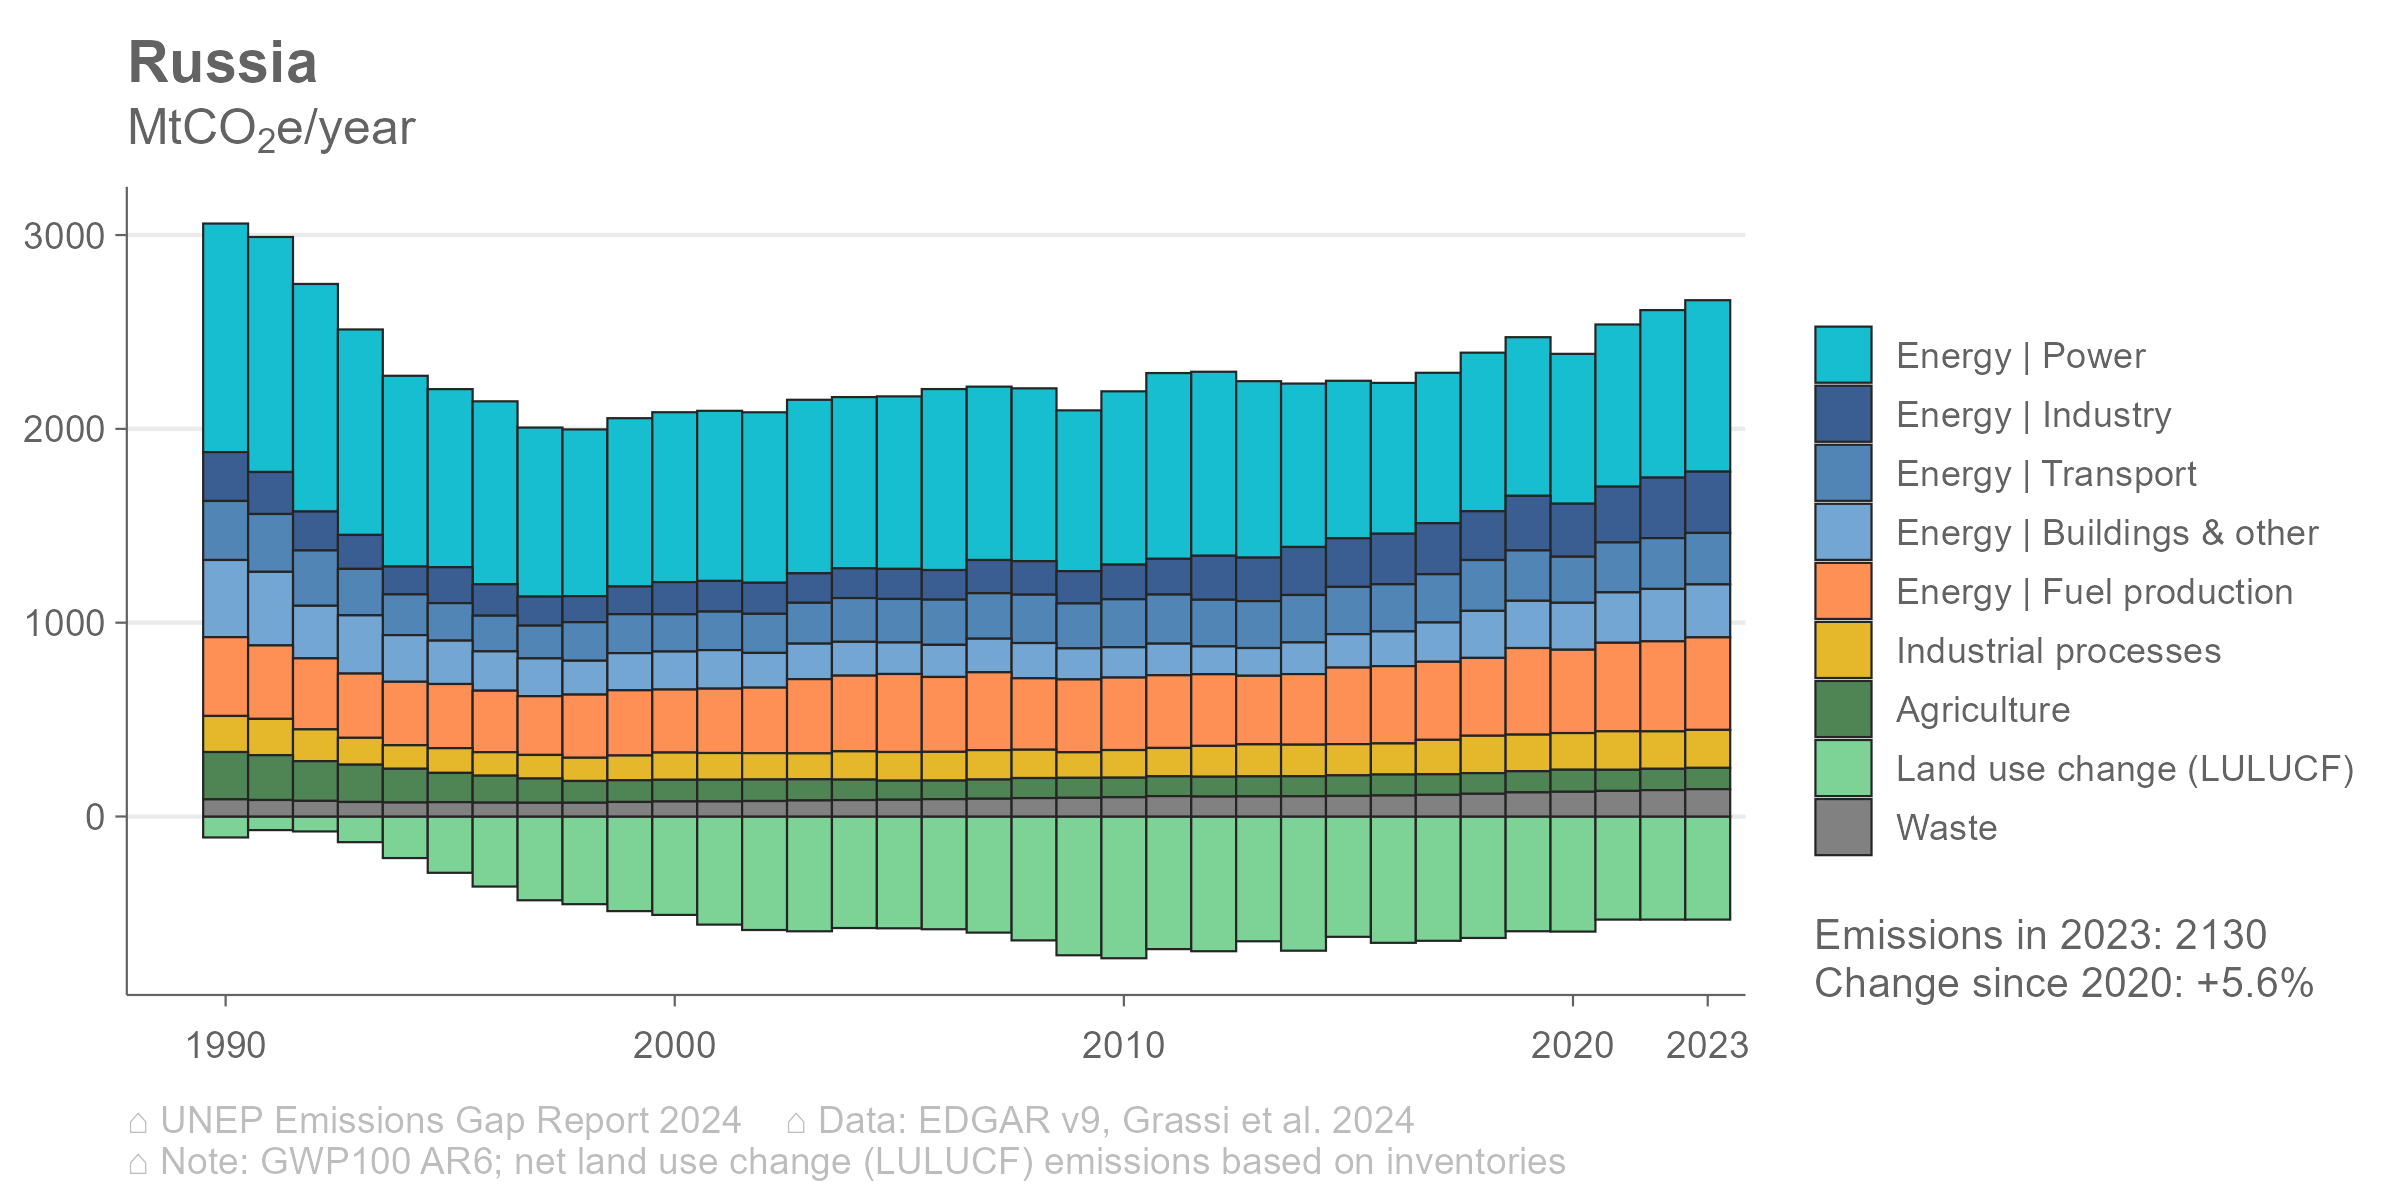 Russia
MtCO₂e/year
3000
2000
1000
0
1990 2000 2010 2020 2023
Energy | Power
Energy | Industry
Energy | Transport
Energy | Buildings & other
Energy | Fuel production
Industrial processes
Agriculture
Land use change (LULUCF)
Waste
Emissions in 2023: 2130
Change since 2020: +5.6%
⌂ UNEP Emissions Gap Report 2024 ⌂ Data: EDGAR v9, Grassi et al. 2024
⌂ Note: GWP100 AR6; net land use change (LULUCF) emissions based on inventories